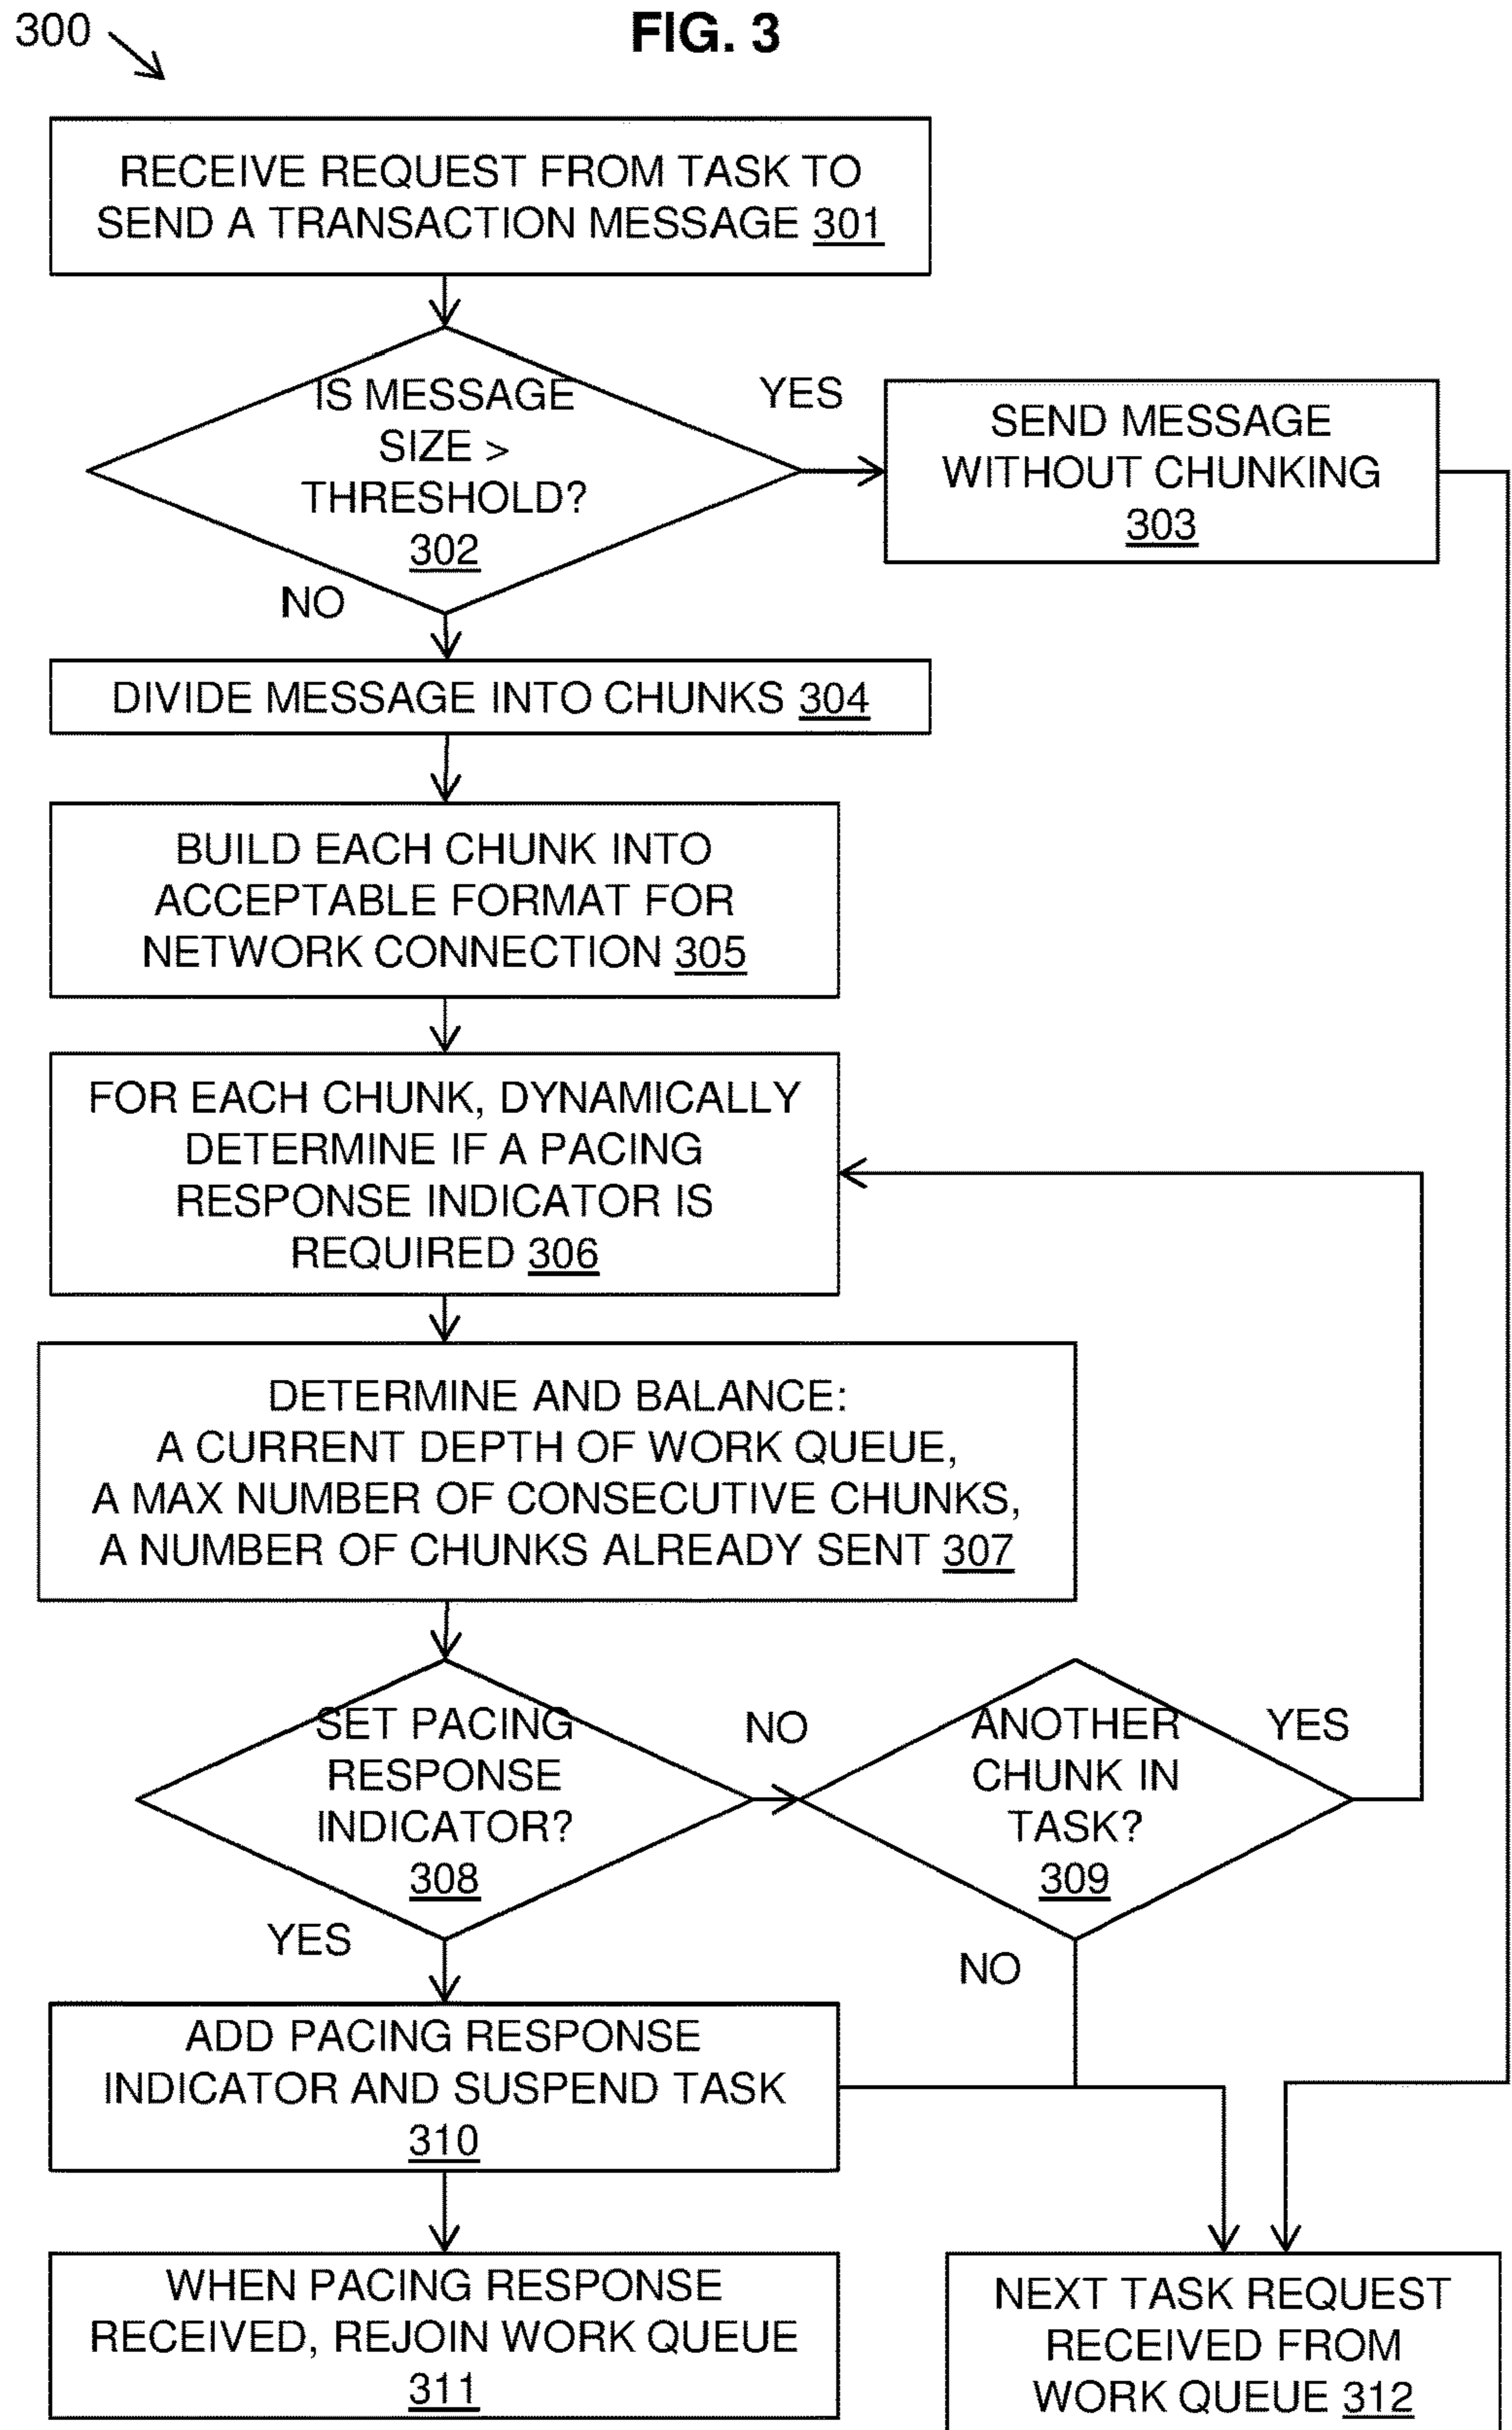 300
FIG. 3
RECEIVE REQUEST FROM TASK TO
SEND A TRANSACTION MESSAGE 301
IS MESSAGE
SIZE >
THRESHOLD?
302
YES
NO
SEND MESSAGE
WITHOUT CHUNKING
303
DIVIDE MESSAGE INTO CHUNKS 304
BUILD EACH CHUNK INTO
ACCEPTABLE FORMAT FOR
NETWORK CONNECTION 305
FOR EACH CHUNK, DYNAMICALLY
DETERMINE IF A PACING
RESPONSE INDICATOR IS
REQUIRED 306
DETERMINE AND BALANCE:
A CURRENT DEPTH OF WORK QUEUE,
A MAX NUMBER OF CONSECUTIVE CHUNKS,
A NUMBER OF CHUNKS ALREADY SENT 307
SET PACING
RESPONSE
INDICATOR?
308
NO
YES
ANOTHER
CHUNK IN
TASK?
309
YES
NO
ADD PACING RESPONSE
INDICATOR AND SUSPEND TASK
310
WHEN PACING RESPONSE
RECEIVED, REJOIN WORK QUEUE
311
NEXT TASK REQUEST
RECEIVED FROM
WORK QUEUE 312